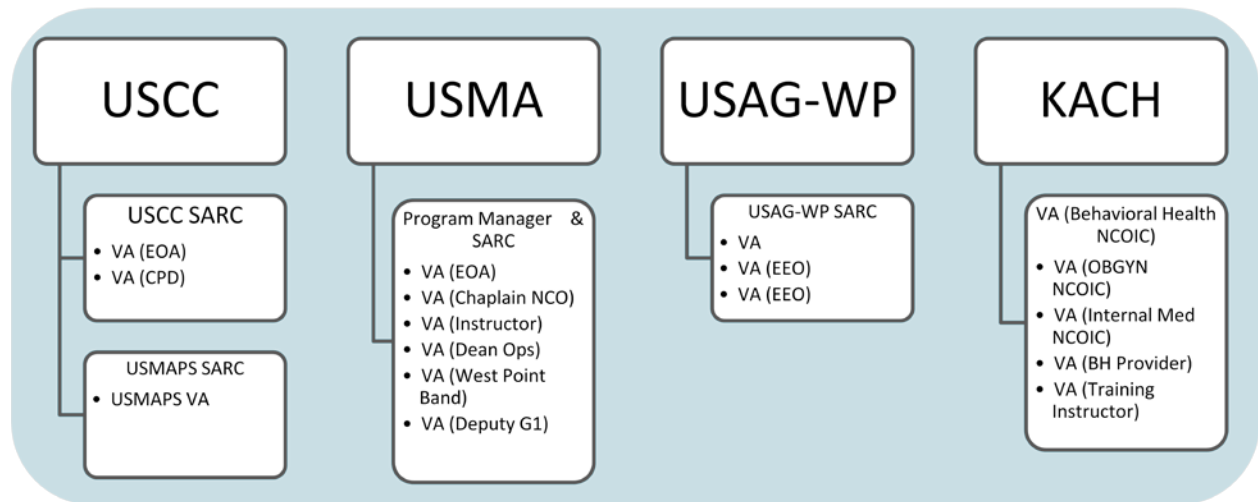 USCC
USCC SARC
• VA (EOA)
• VA (CPD)
USMAPS SARC
• USMAPS VA
USMA
Program Manager &
SARC
• VA (EOA)
• VA (Chaplain NCO)
• VA (Instructor)
• VA (Dean Ops)
• VA (West Point
Band)
• VA (Deputy G1)
USAG-WP
USAG-WP SARC
• VA
• VA (EEO)
• VA (EEO)
KACH
VA (Behavioral Health
NCOIC)
• VA (OBGYN
NCOIC)
• VA (Internal Med
NCOIC)
• VA (BH Provider)
• VA (Training
Instructor)